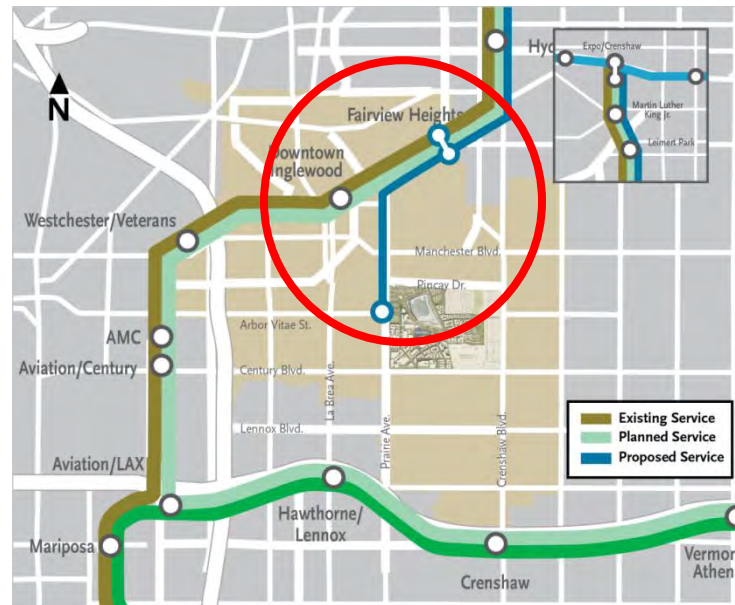 Hyd
Expo/Crenshaw
Martin Luther
King Jr.
Leimert Park
N
Fairview Heights
Downtown
Inglewood
Westchester/Veterans
Manchester Blvd.
Pincay Dr.
Arbor Vitae St.
AMC
Aviation/Century
Century Blvd.
La Brea Ave.
Lennox Blvd.
Prairie Ave.
Crenshaw Blvd.
Existing Service
Planned Service
Proposed Service
Aviation/LAX
Hawthorne/
Lennox
Mariposa
Crenshaw
Vermon
Athen